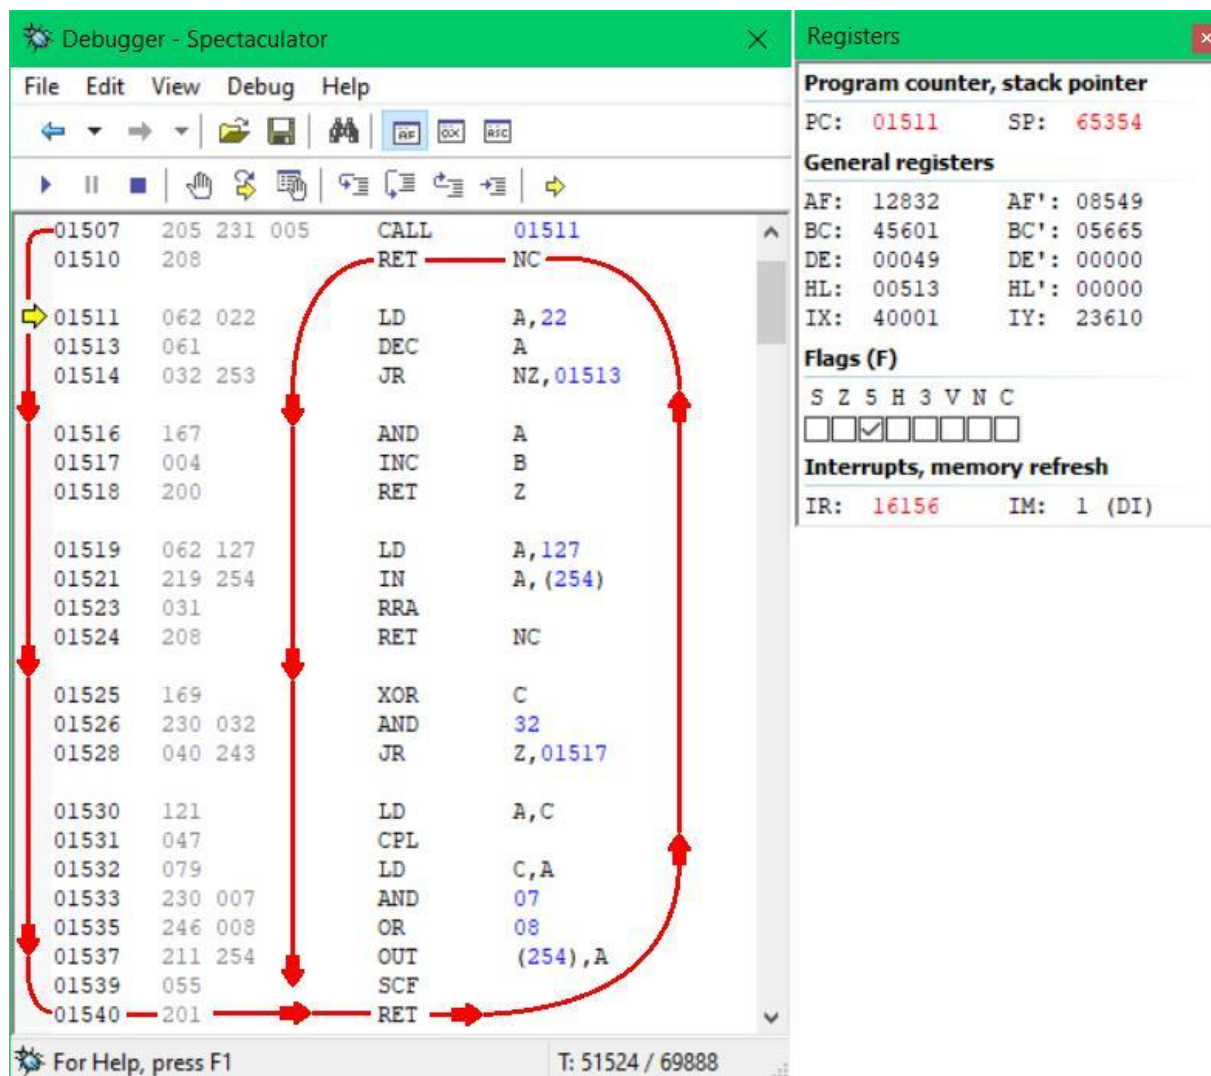 Debugger - Spectaculator
File Edit View Debug Help
01507 205 231 005 CALL 01511
01510 208 RET NC
01511 062 022 LD A,22
01513 061 DEC A
01514 032 253 JR NZ,01513
01516 167 AND A
01517 004 INC B
01518 200 RET Z
01519 062 127 LD A,127
01521 219 254 IN A,(254)
01523 031 RRA
01524 208 RET NC
01525 169 XOR C
01526 230 032 AND 32
01528 040 243 JR Z,01517
01530 121 LD A,C
01531 047 CPL
01532 079 LD C,A
01533 230 007 AND 07
01535 246 008 OR 08
01537 211 254 OUT (254),A
01539 055 SCF
01540 201 RET
For Help, press F1 T: 51524 / 69888
Registers
Program counter, stack pointer
PC: 01511 SP: 65354
General registers
AF: 12832 AF': 08549
BC: 45601 BC': 05665
DE: 00049 DE': 00000
HL: 00513 HL': 00000
IX: 40001 IY: 23610
Flags (F)
S Z 5 H 3 V N C
Interrupts, memory refresh
IR: 16156 IM: 1 (DI)